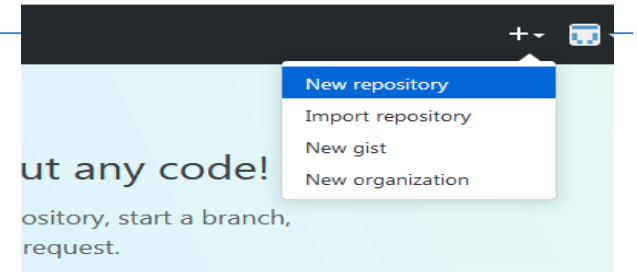 +
New repository
Import repository
New gist
New organization
ut any code!
ository, start a branch,
request.